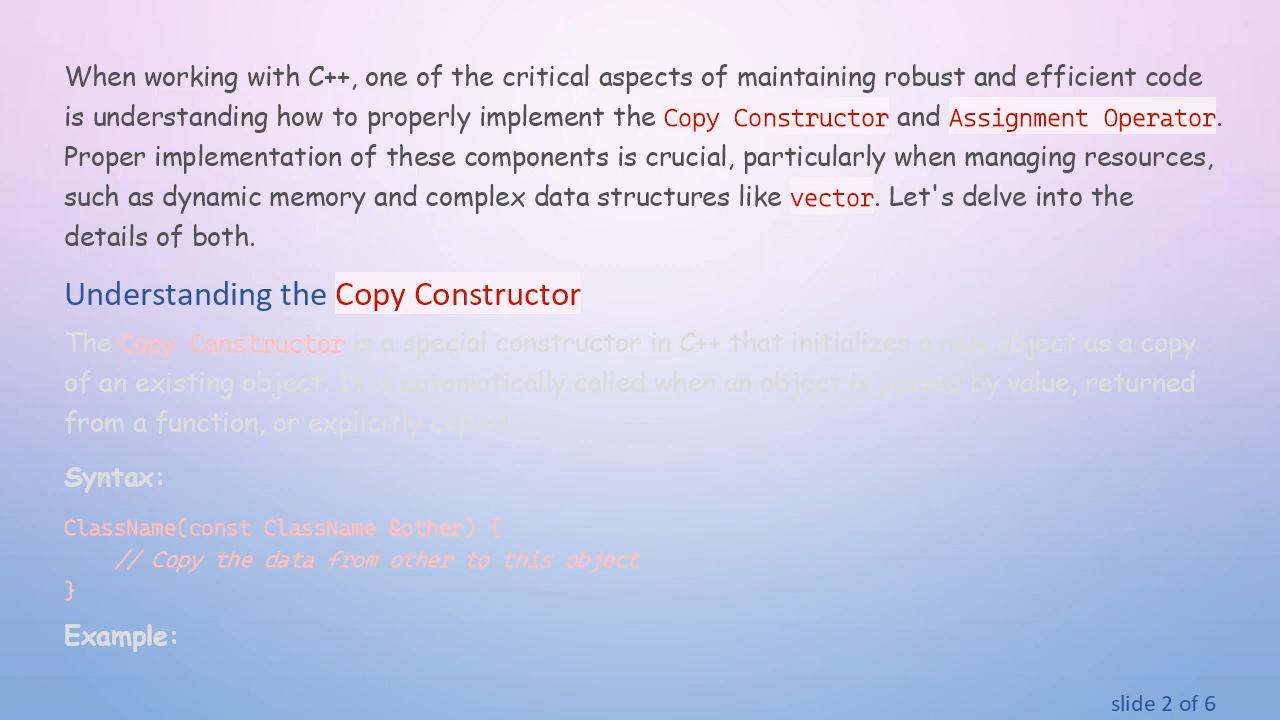 When working with C++, one of the critical aspects of maintaining robust and efficient code
is understanding how to properly implement the Copy Constructor and Assignment Operator.
Proper implementation of these components is crucial, particularly when managing resources,
such as dynamic memory and complex data structures like vector. Let's delve into the
details of both.
Understanding the Copy Constructor
The Copy Constructor is a special constructor in C++ that initializes a new object as a copy
of an existing object. It is automatically called when an object is passed by value, returned
from a function, or explicitly copied.
Syntax:
ClassName(const ClassName &other) {
    // Copy the data from other to this object
}
Example:
slide 2 of 6